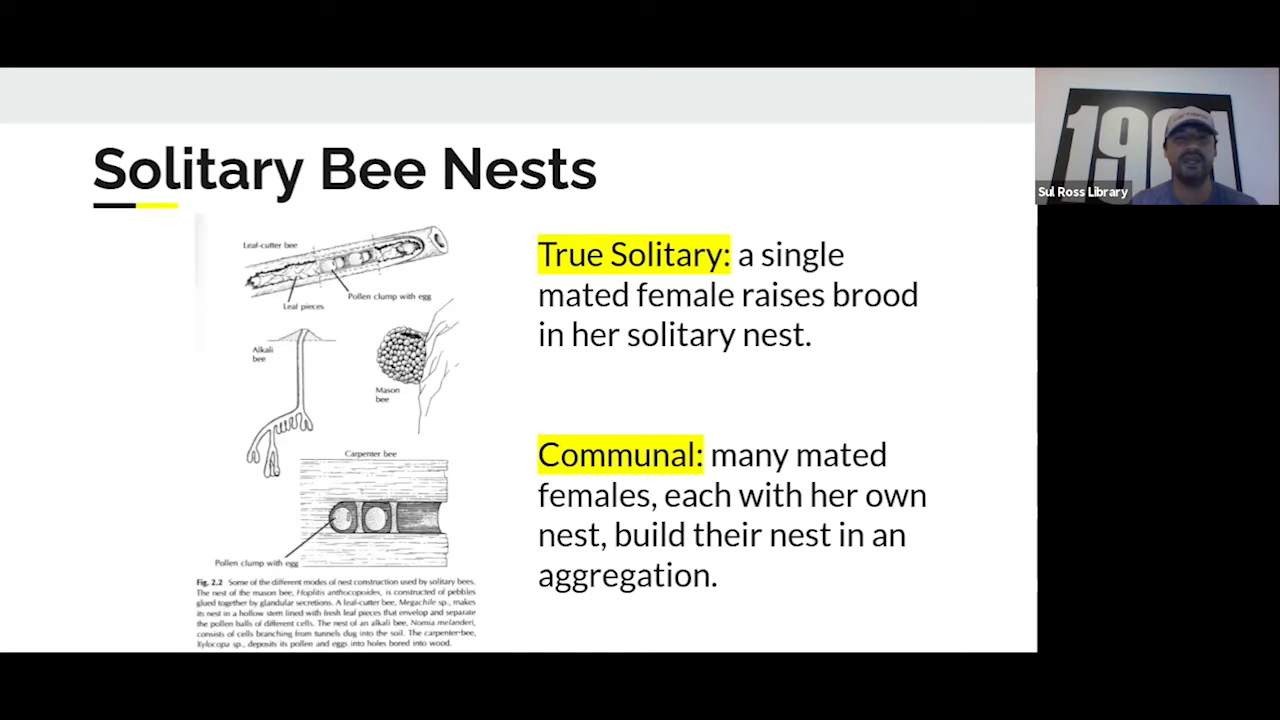 Solitary Bee Nests
Leaf-cutter bee
Pollen clump with egg
Leaf pieces
Alkali
bee
Mason
bee
Carpenter bee
Pollen clump with egg
Fig. 2.2 Some of the different modes of nest construction used by solitary bees.
The nest of the mason bee, Hoplitis anthocopoides, is constructed of pebbles
glued together by glandular secretions. A leaf-cutter bee, Megachile sp., makes
its nest in a hollow stem lined with fresh leaf pieces that envelop and separate
the pollen balls of different cells. The nest of an alkali bee, Nomia melanderi,
consists of cells branching from tunnels dug into the soil. The carpenter-bee,
Xylocopa sp., deposits its pollen and eggs into holes bored into wood.
True Solitary: a single
mated female raises brood
in her solitary nest.
Communal: many mated
females, each with her own
nest, build their nest in an
aggregation.
Sul Ross Library